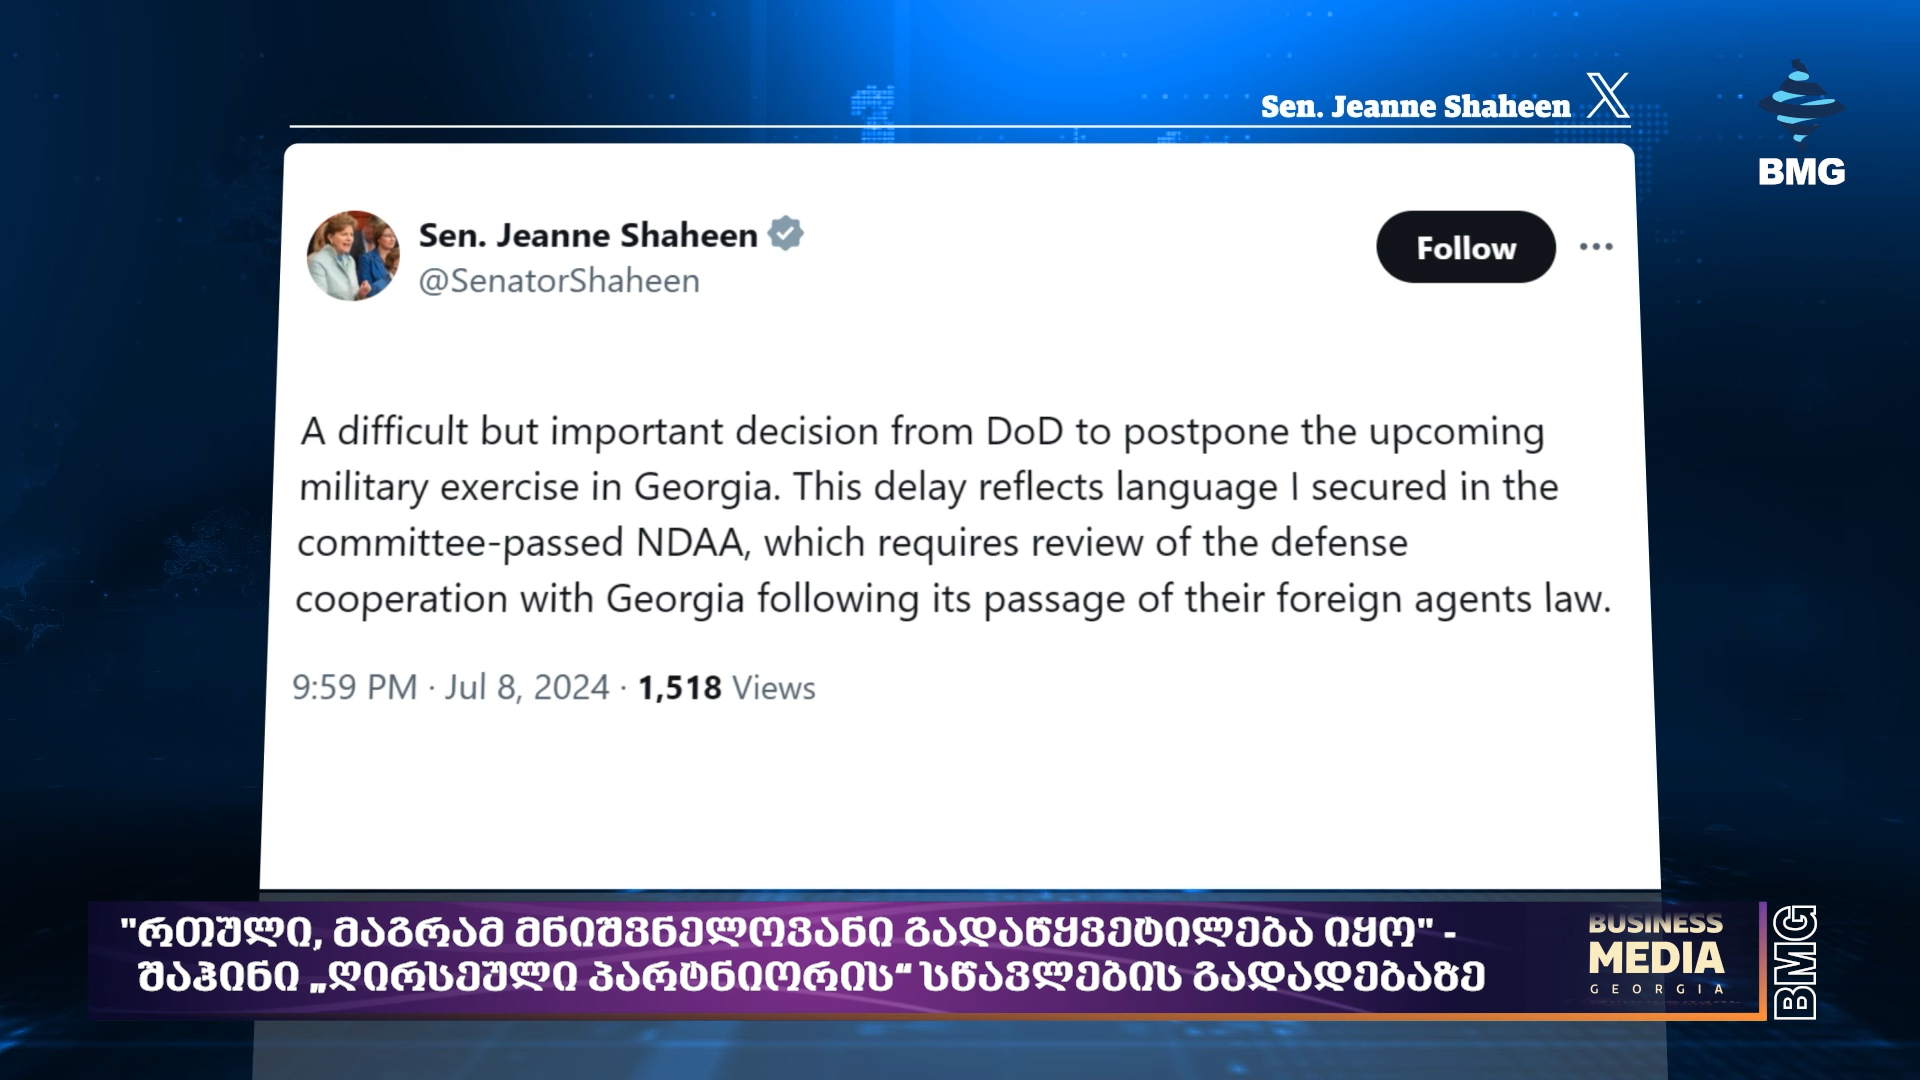 Sen. Jeanne Shaheen X
BMG
Sen. Jeanne Shaheen
@SenatorShaheen
Follow
A difficult but important decision from DoD to postpone the upcoming
military exercise in Georgia. This delay reflects language I secured in the
committee-passed NDAA, which requires review of the defense
cooperation with Georgia following its passage of their foreign agents law.
9:59 PM · Jul 8, 2024 · 1,518 Views
"რთული, მაგრამ მნიშვნელოვანი გადაწყვეტილება იყო" -
შაჰინი „ღირსეული პარტნიორის“ სწავლების გადადებაზე
BUSINESS
MEDIA
GEORGIA
BMG